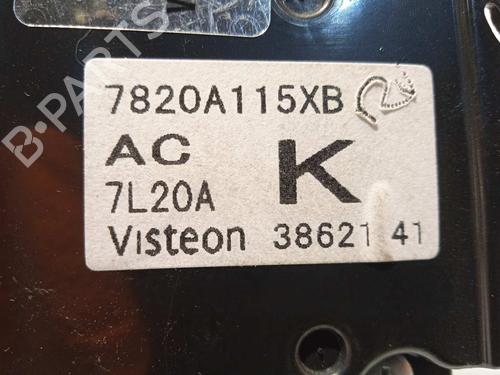 7820A115XB
AC K
7L20A
Visteon 38621 41
B-PARTS